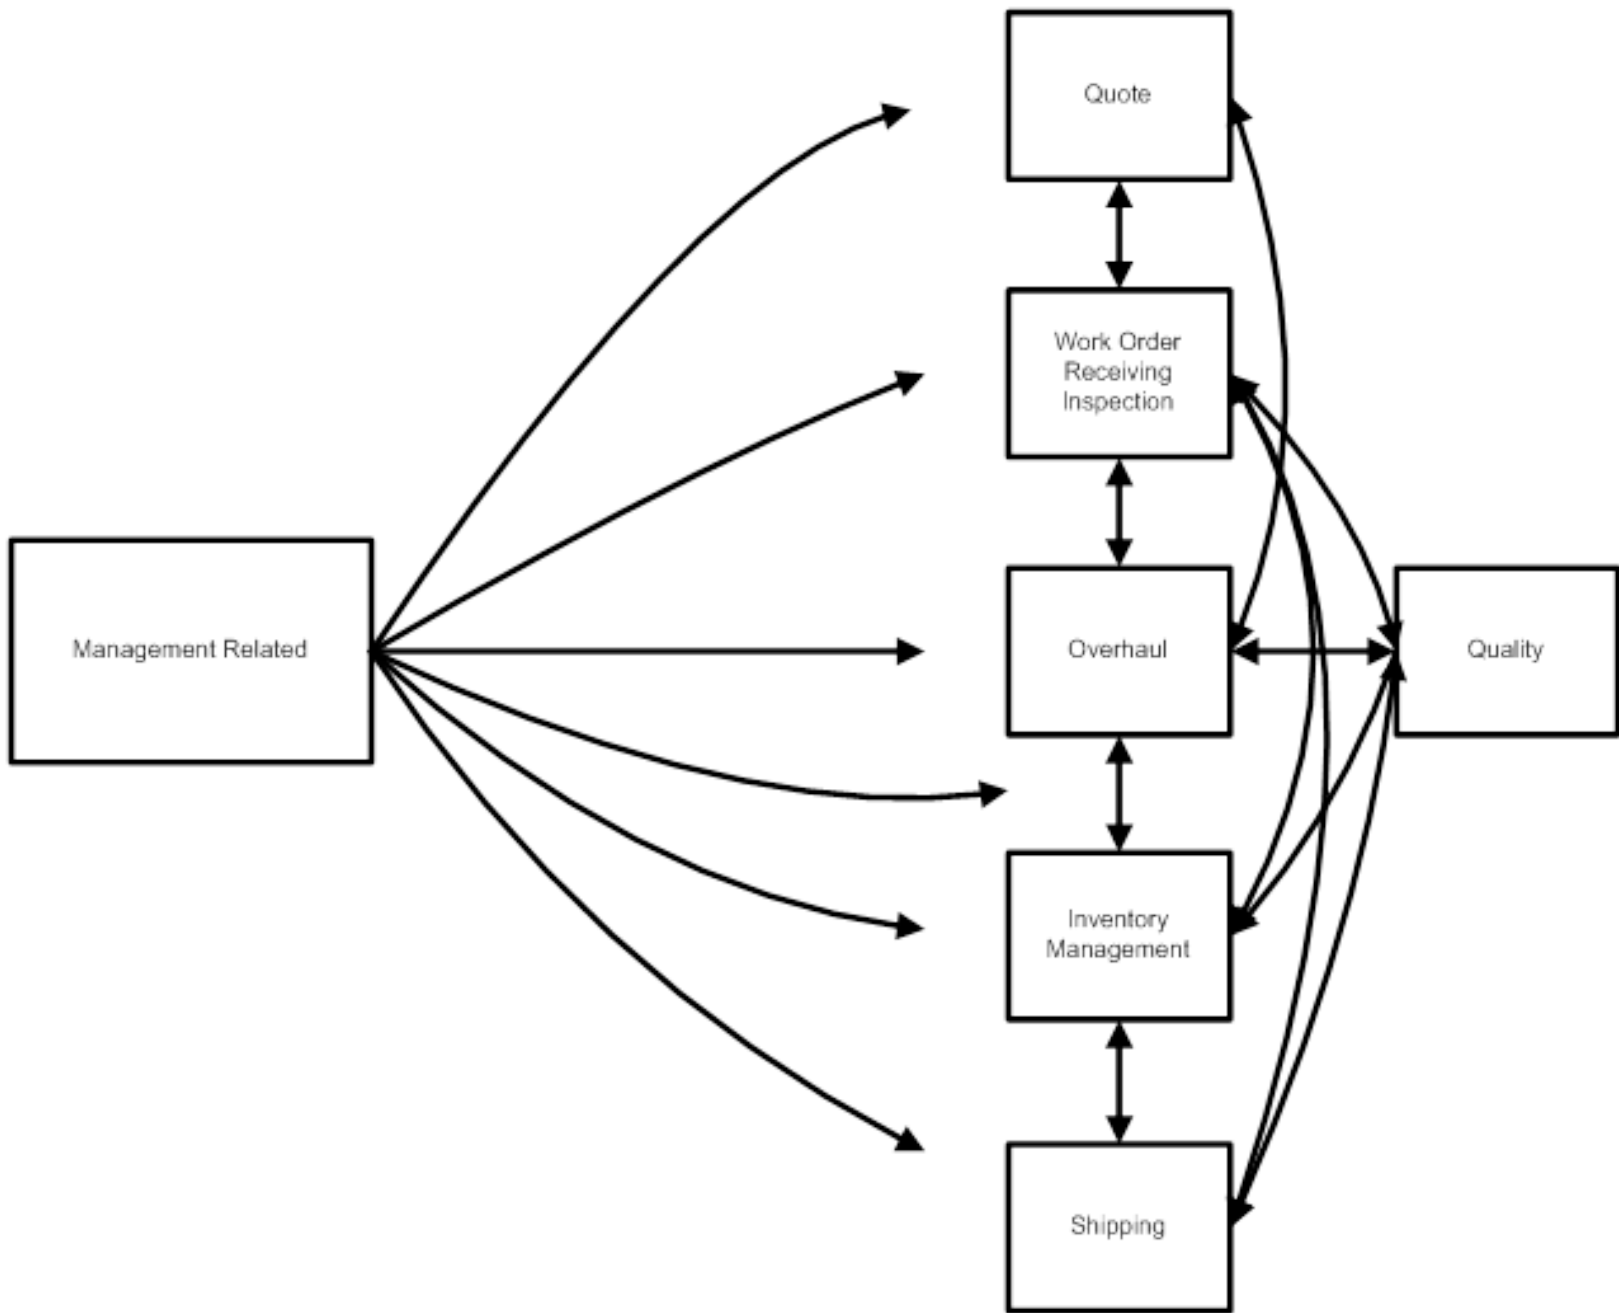 Quote
Work Order
Receiving
Inspection
Management Related
Overhaul
Quality
Inventory
Management
Shipping